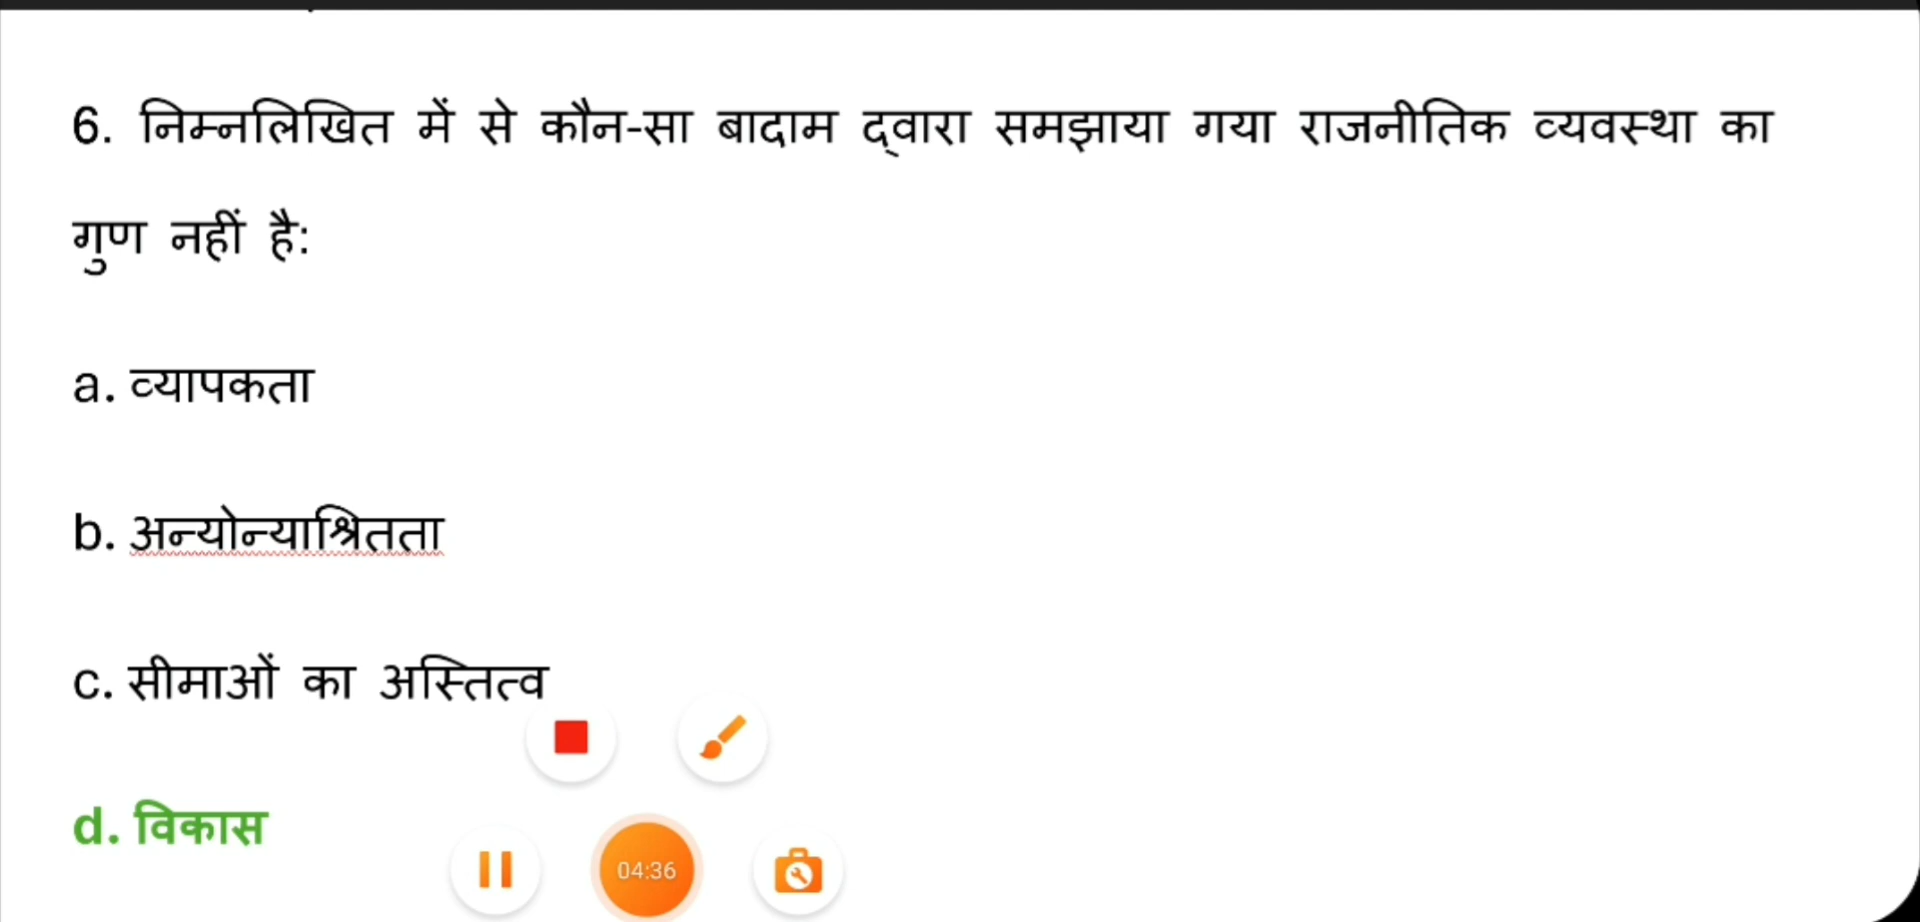 6. निम्नलिखित में से कौन-सा बादाम द्वारा समझाया गया राजनीतिक व्यवस्था का
गुण नहीं है:
a. व्यापकता
b. अन्योन्याश्रितता
c. सीमाओं का अस्तित्व
d. विकास
04:36